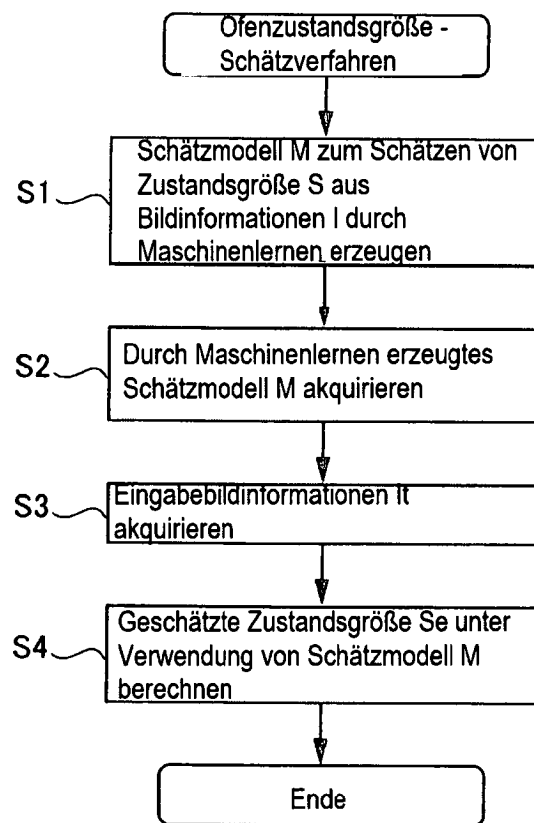 Ofenzustandsgröße -
Schätzverfahren
S1
Schätzmodell M zum Schätzen von
Zustandsgröße S aus
Bildinformationen I durch
Maschinenlernen erzeugen
S2
Durch Maschinenlernen erzeugtes
Schätzmodell M akquirieren
S3
Eingabebildinformationen It
akquirieren
S4
Geschätzte Zustandsgröße Se unter
Verwendung von Schätzmodell M
berechnen
Ende